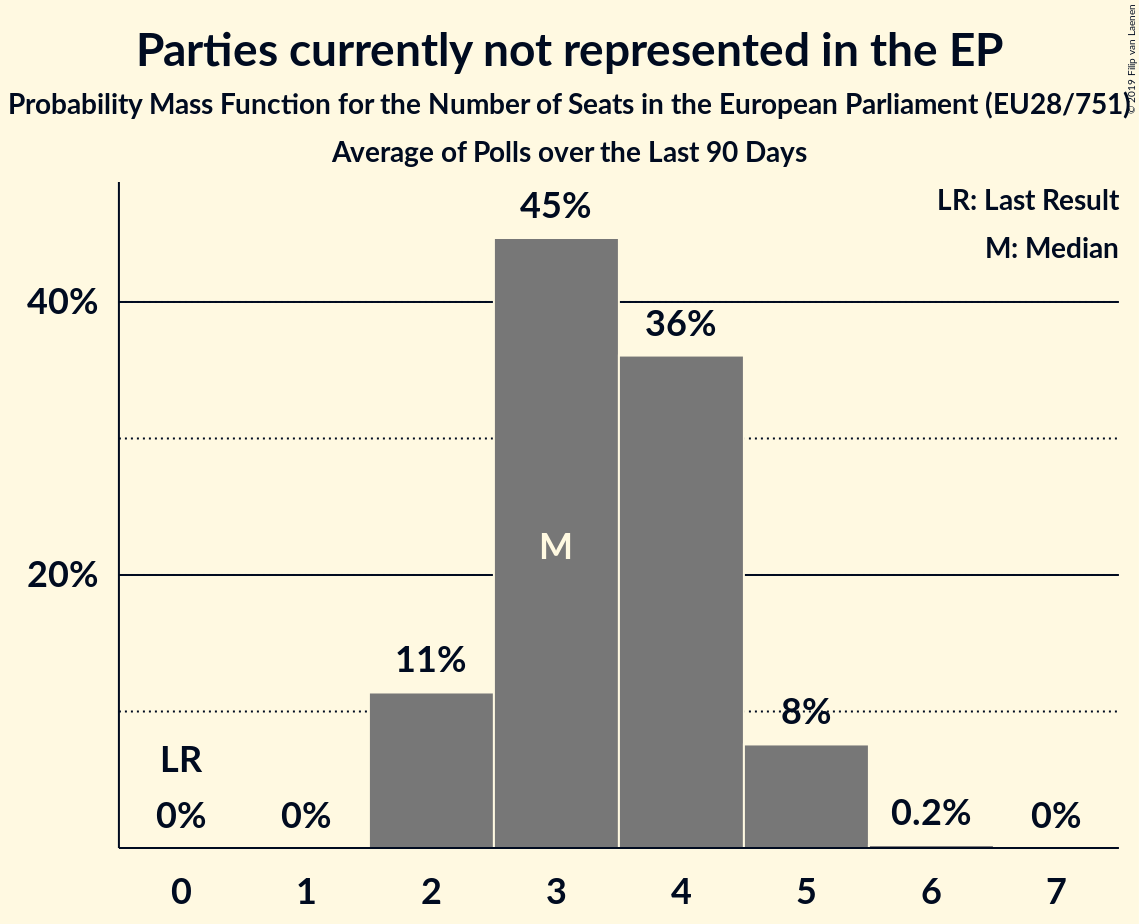 Parties currently not represented in the EP
Probability Mass Function for the Number of Seats in the European Parliament (EU28/751)
Average of Polls over the Last 90 Days
© 2019 Filip van Laenen
LR: Last Result
M: Median
45%
40%
36%
M
20%
11%
8%
LR
0%
0%
0.2%
0%
0 1 2 3 4 5 6 7